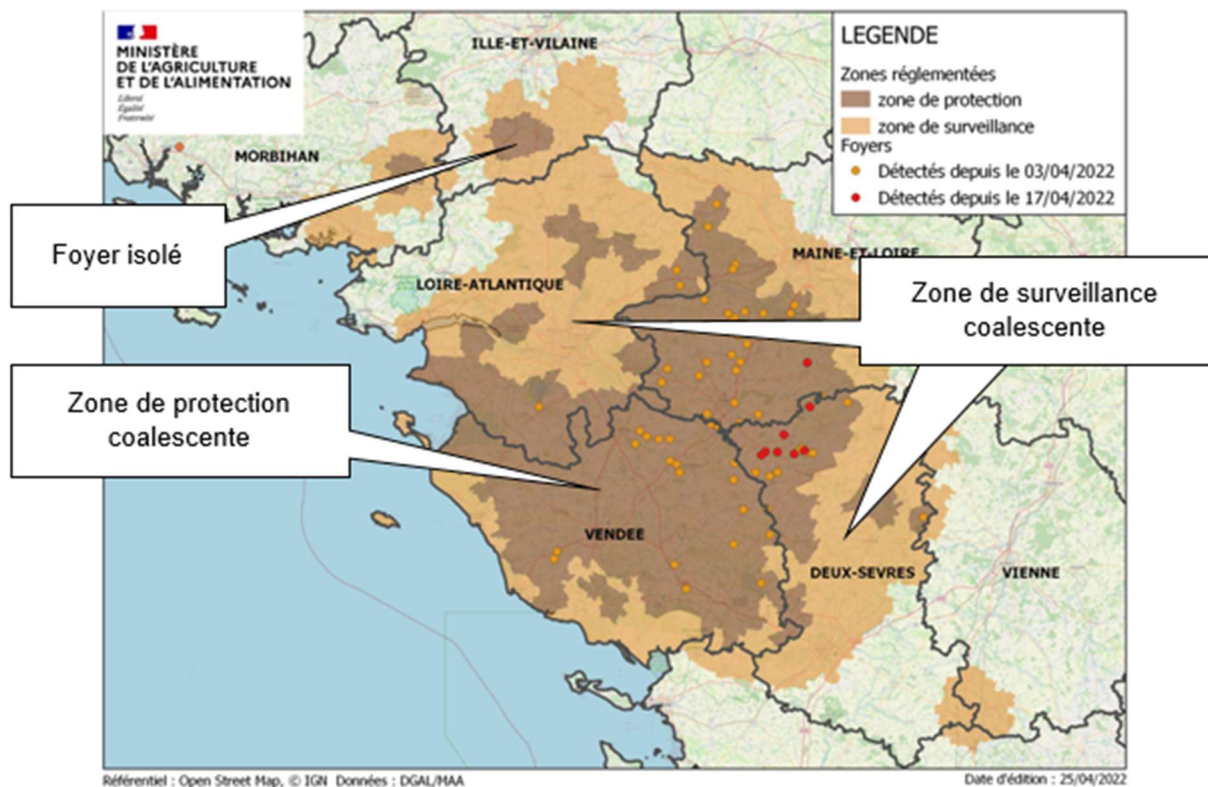 MINISTÈRE
DE L'AGRICULTURE
ET DE L'ALIMENTATION
Liberté
Égalité
Fraternité
ILLE-ET-VILAINE
LEGENDE
Zones réglementées
zone de protection
zone de surveillance
Foyers
Détectés depuis le 03/04/2022
Détectés depuis le 17/04/2022
MORBIHAN
Foyer isolé
MAINE-ET-LOIRE
LOIRE-ATLANTIQUE
Zone de surveillance
coalescente
Zone de protection
coalescente
VENDEE
DEUX-SEVRES
VIENNE
Référentiel : Open Street Map, © IGN Données : DGAL/MAA
Date d'édition : 25/04/2022